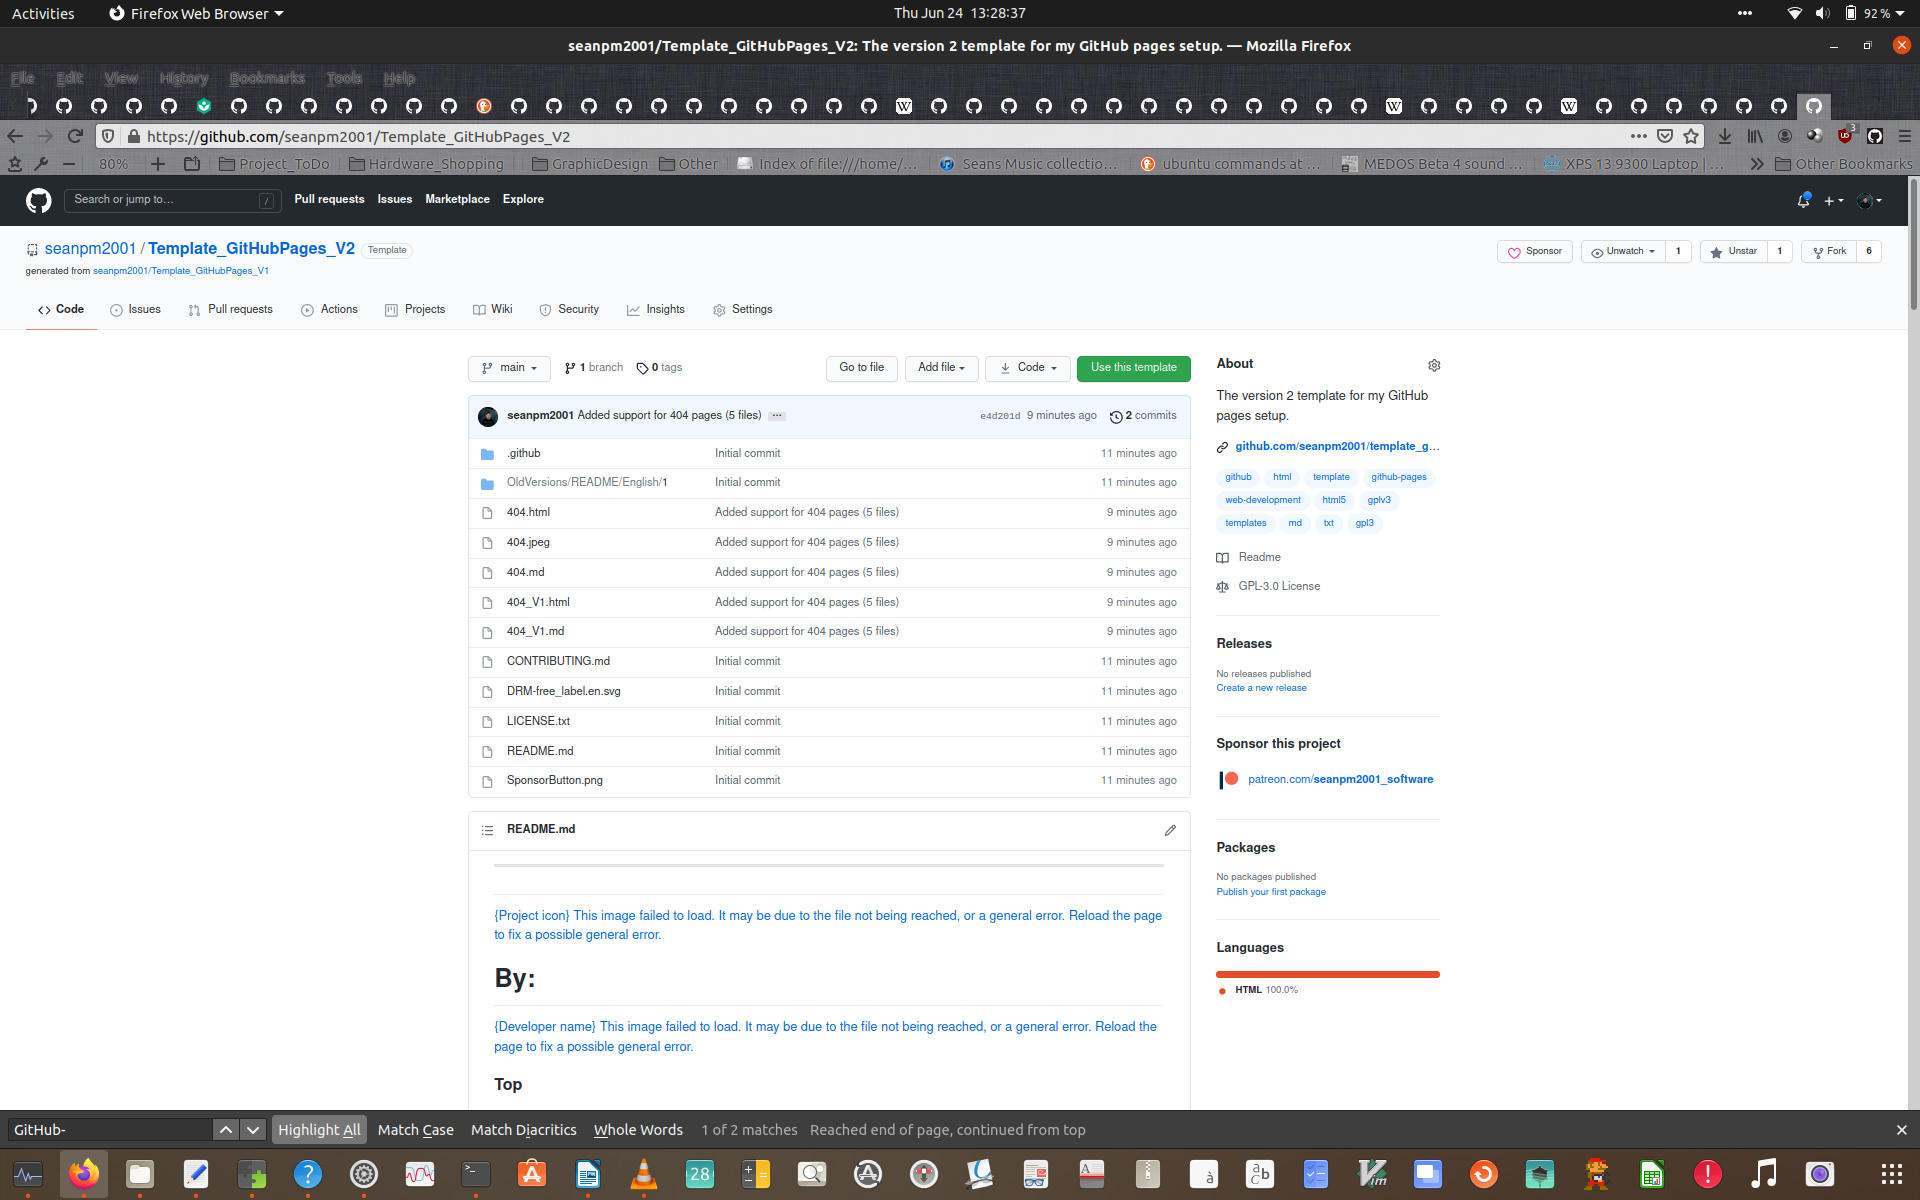 Activities Firefox Web Browser Thu Jun 24 13:28:37 92 %
seanpm2001/Template_GitHubPages_V2: The version 2 template for my GitHub pages setup. — Mozilla Firefox
File Edit View History Bookmarks Tools Help
https://github.com/seanpm2001/Template_GitHubPages_V2 3
80% Project_ToDo Hardware_Shopping GraphicDesign Other Index of file:///home/... Seans Music collectio... ubuntu commands at ... MEDOS Beta 4 sound ... XPS 13 9300 Laptop | ... Other Bookmarks
Search or jump to... / Pull requests Issues Marketplace Explore
seanpm2001 / Template_GitHubPages_V2 Template
Sponsor Unwatch 1 Unstar 1 Fork 6
generated from seanpm2001/Template_GitHubPages_V1
Code Issues Pull requests Actions Projects Wiki Security Insights Settings
main 1 branch 0 tags Go to file Add file Code Use this template
seanpm2001 Added support for 404 pages (5 files) ... e4d201d 9 minutes ago 2 commits
.github Initial commit 11 minutes ago
OldVersions/README/English/1 Initial commit 11 minutes ago
404.html Added support for 404 pages (5 files) 9 minutes ago
404.jpeg Added support for 404 pages (5 files) 9 minutes ago
404.md Added support for 404 pages (5 files) 9 minutes ago
404_V1.html Added support for 404 pages (5 files) 9 minutes ago
404_V1.md Added support for 404 pages (5 files) 9 minutes ago
CONTRIBUTING.md Initial commit 11 minutes ago
DRM-free_label.en.svg Initial commit 11 minutes ago
LICENSE.txt Initial commit 11 minutes ago
README.md Initial commit 11 minutes ago
SponsorButton.png Initial commit 11 minutes ago
README.md
{Project icon} This image failed to load. It may be due to the file not being reached, or a general error. Reload the page
to fix a possible general error.
By:
{Developer name} This image failed to load. It may be due to the file not being reached, or a general error. Reload the
page to fix a possible general error.
Top
About
The version 2 template for my GitHub
pages setup.
github.com/seanpm2001/template_g...
github html template github-pages
web-development html5 gplv3
templates md txt gpl3
Readme
GPL-3.0 License
Releases
No releases published
Create a new release
Sponsor this project
patreon.com/seanpm2001_software
Packages
No packages published
Publish your first package
Languages
HTML 100.0%
GitHub- Highlight All Match Case Match Diacritics Whole Words 1 of 2 matches Reached end of page, continued from top
28